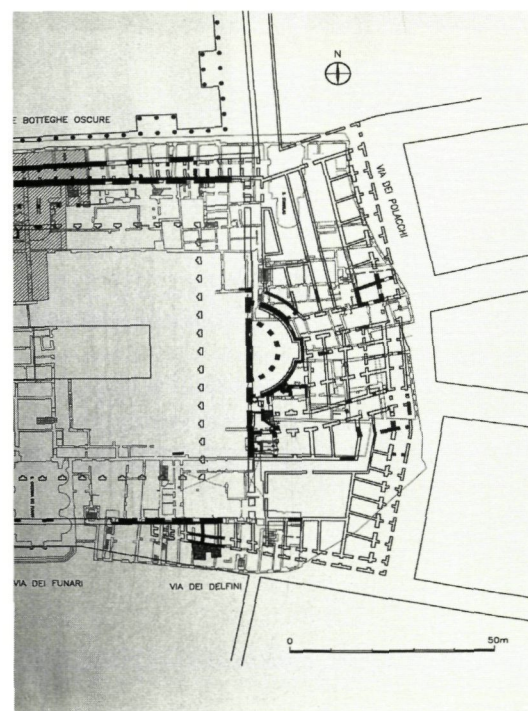 N
E BOTTEGHE OSCURE
VIA DEI POLACCHI
VIA DEI FUNARI
VIA DEI DELFINI
0 50m